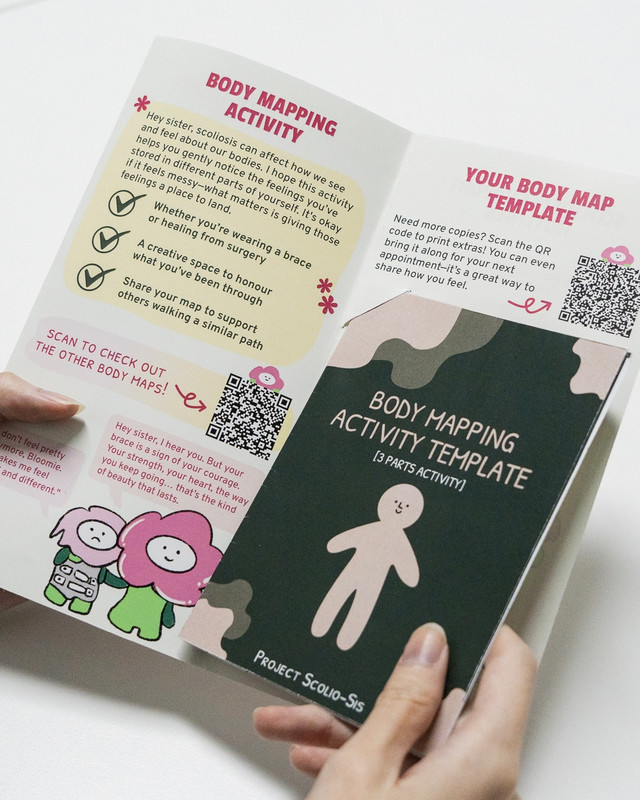 BODY MAPPING
ACTIVITY
Hey sister, scoliosis can affect how we see
and feel about our bodies. I hope this activity
helps you gently notice the feelings you've
stored in different parts of yourself. It's okay
if it feels messy—what matters is giving those
feelings a place to land.
Whether you're wearing a brace
or healing from surgery
A creative space to honour
what you've been through
Share your map to support
others walking a similar path
SCAN TO CHECK OUT
THE OTHER BODY MAPS!
don't feel pretty
more, Bloomie.
akes me feel
and different."
Hey sister, I hear you. But your
brace is a sign of your courage.
Your strength, your heart, the way
you keep going... that's the kind
of beauty that lasts.
YOUR BODY MAP
TEMPLATE
Need more copies? Scan the QR
code to print extras! You can even
bring it along for your next
appointment—it's a great way to
share how you feel.
BODY MAPPING
ACTIVITY TEMPLATE
[3 PARTS ACTIVITY]
PROJECT SCOLIO-SIS